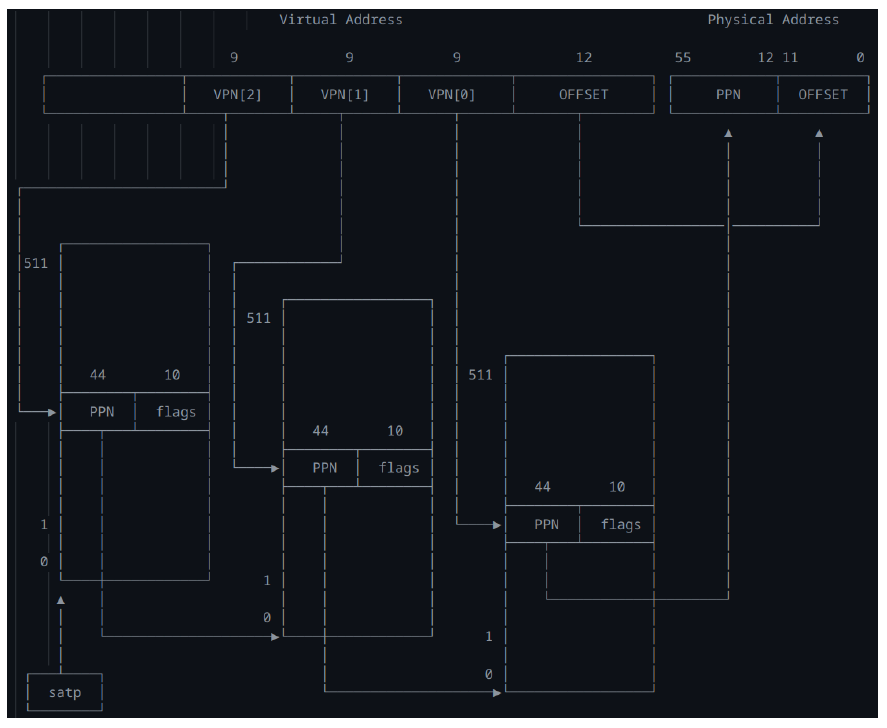 Virtual Address Physical Address
9 9 9 12 55 12 11 0
VPN[2] VPN[1] VPN[0] OFFSET PPN OFFSET
511
511
44 10 511
PPN flags
44 10
PPN flags
44 10
1 PPN flags
0
1
0
1
0
satp